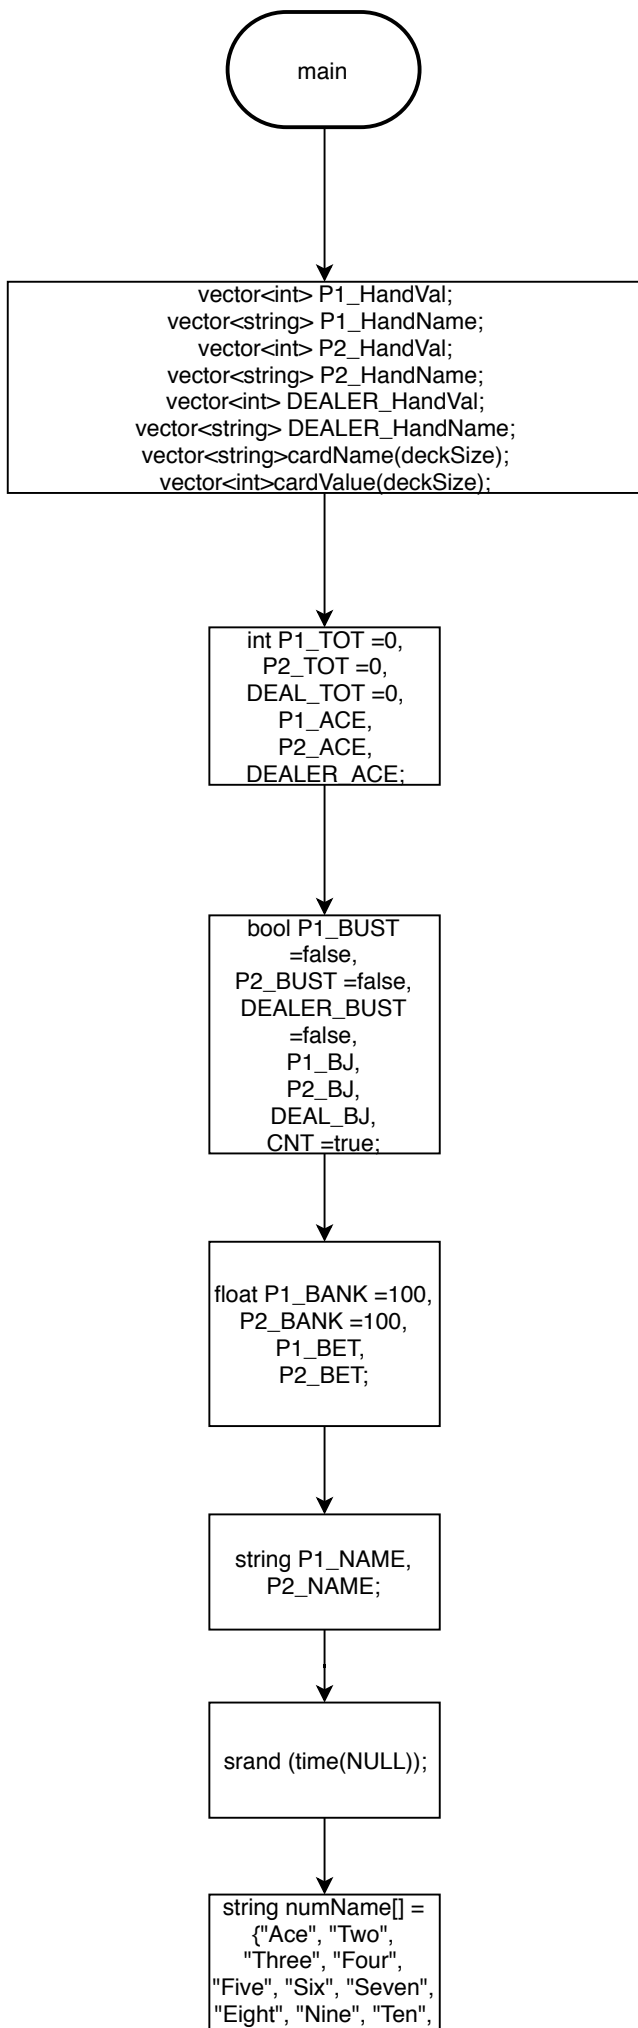 main
vector<int> P1_HandVal;
vector<string> P1_HandName;
vector<int> P2_HandVal;
vector<string> P2_HandName;
vector<int> DEALER_HandVal;
vector<string> DEALER_HandName;
vector<string>cardName(deckSize);
vector<int>cardValue(deckSize);
int P1_TOT =0,
P2_TOT =0,
DEAL_TOT =0,
P1_ACE,
P2_ACE,
DEALER_ACE;
bool P1_BUST
=false,
P2_BUST =false,
DEALER_BUST
=false,
P1_BJ,
P2_BJ,
DEAL_BJ,
CNT =true;
float P1_BANK =100,
P2_BANK =100,
P1_BET,
P2_BET;
string P1_NAME,
P2_NAME;
srand (time(NULL));
string numName[] =
{"Ace", "Two",
"Three", "Four",
"Five", "Six", "Seven",
"Eight", "Nine", "Ten",